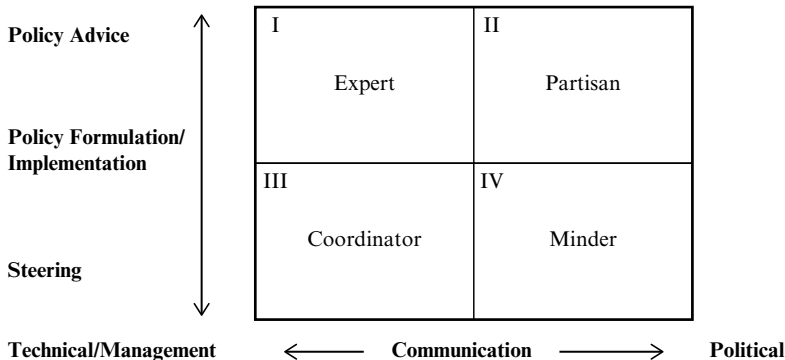 Policy Advice
I
II
Expert
Partisan
Policy Formulation/
Implementation
III
IV
Coordinator
Minder
Steering
Technical/Management
Communication
Political